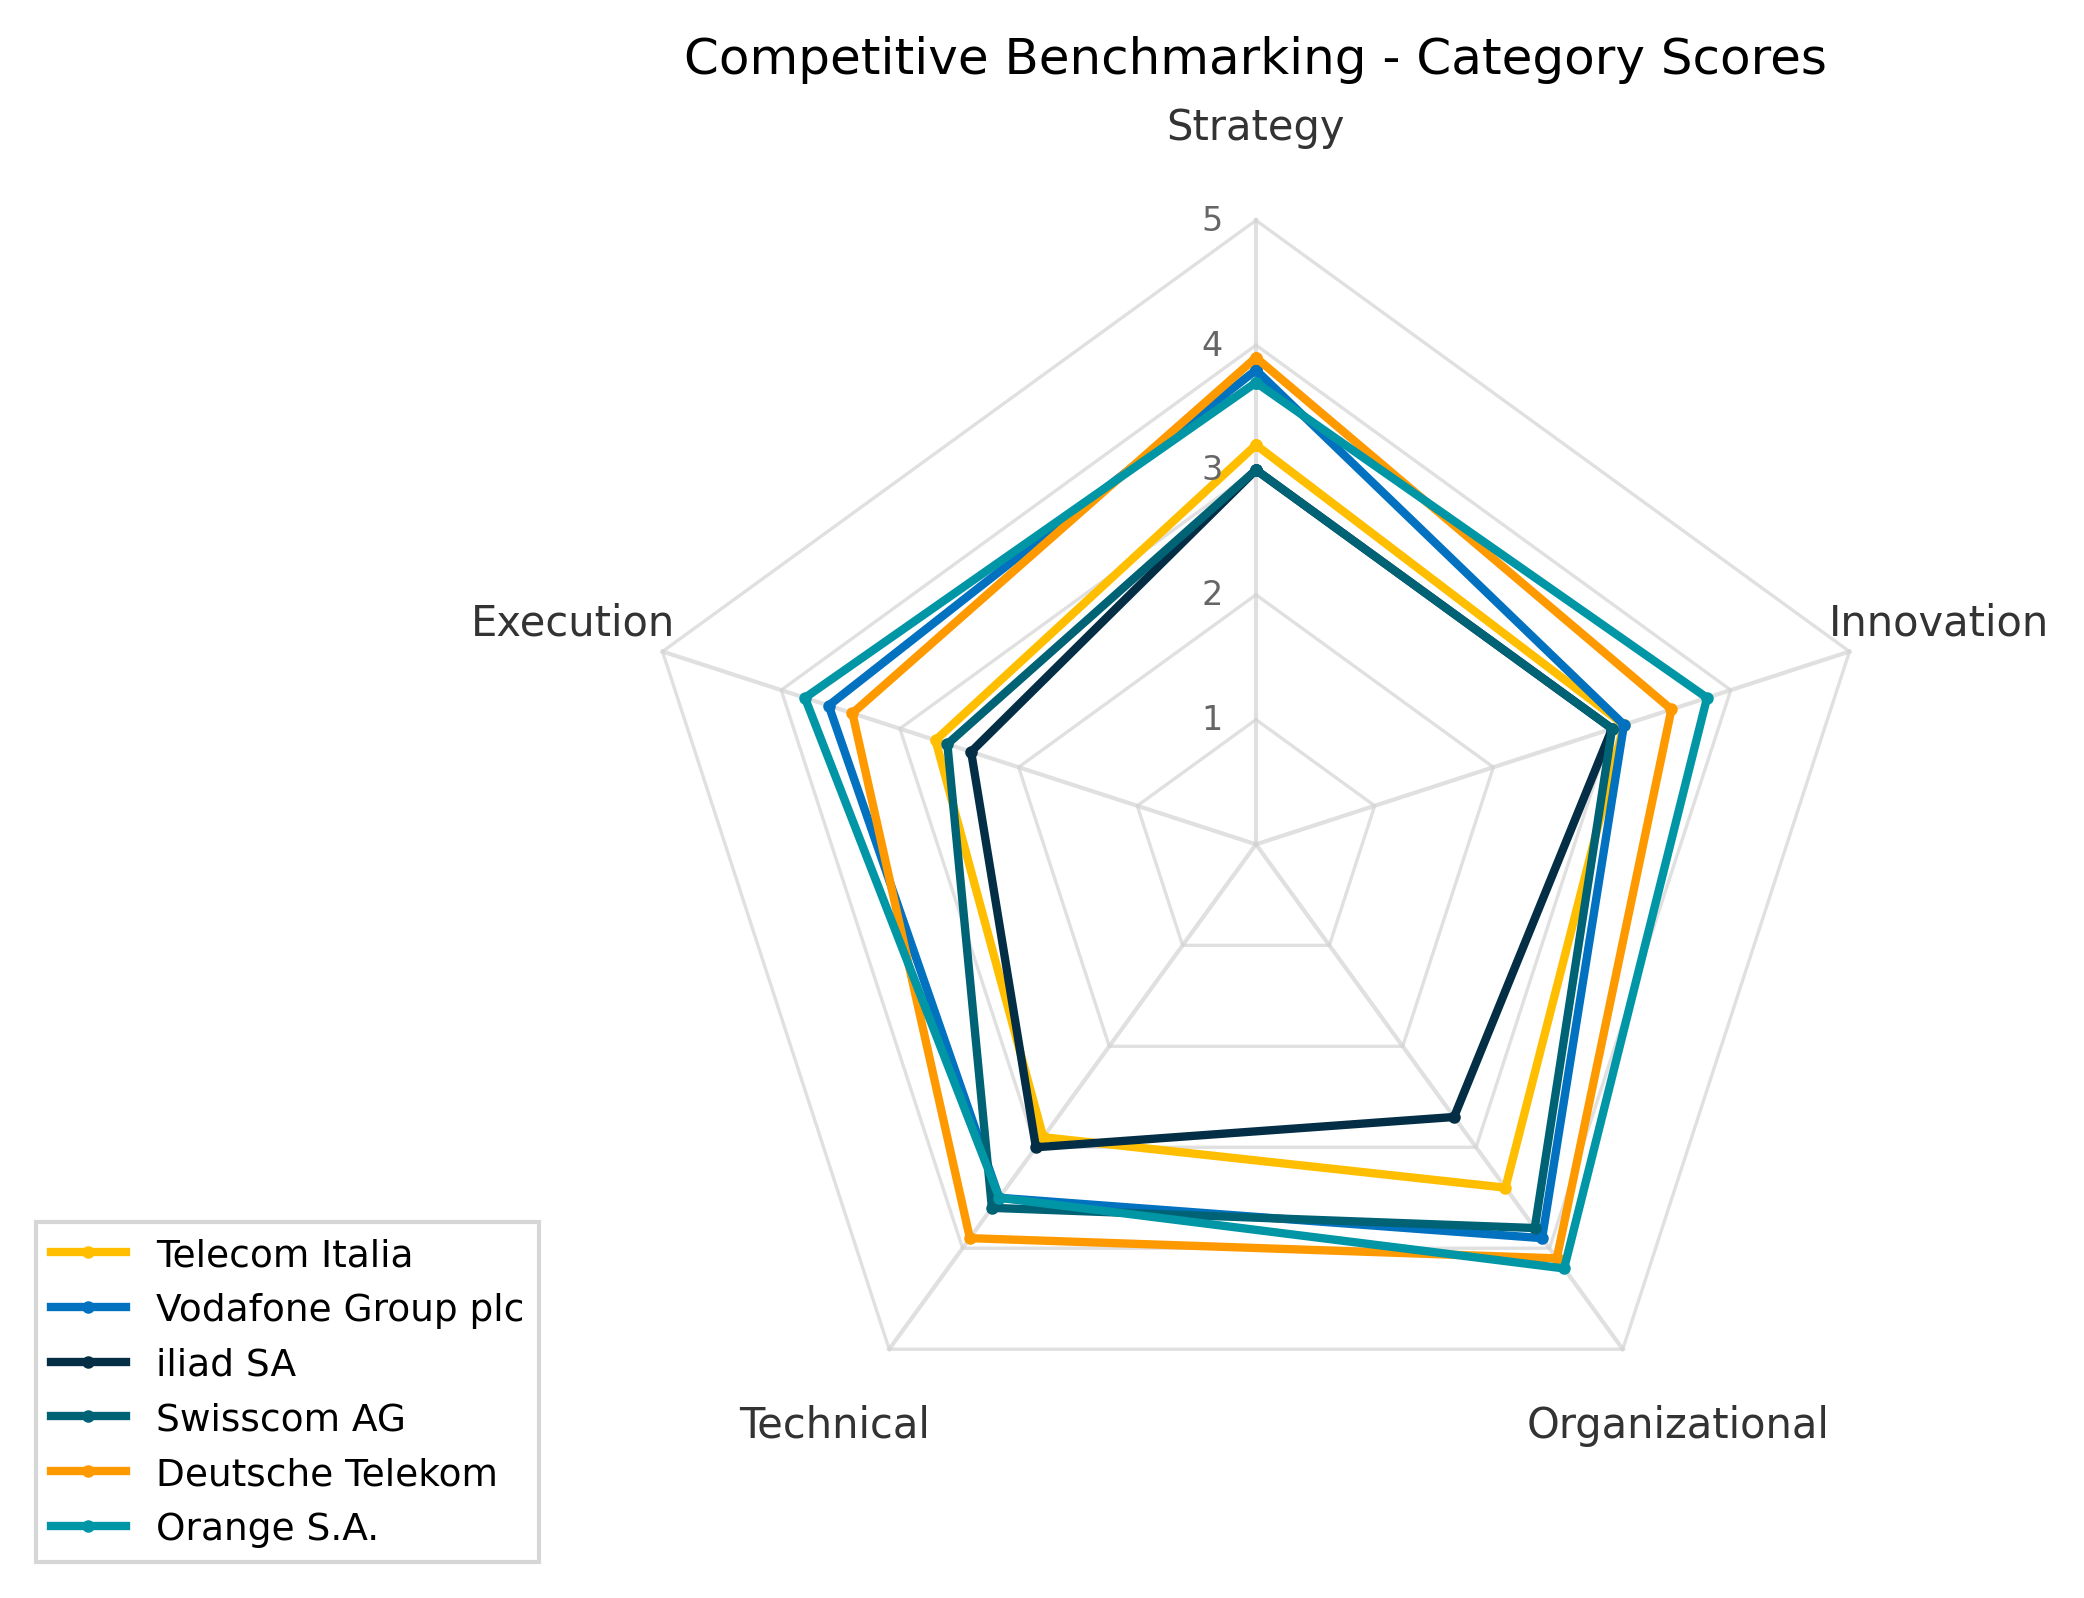 Competitive Benchmarking - Category Scores
Strategy
5
4
3
2
1
Execution
Innovation
Technical
Organizational
Telecom Italia
Vodafone Group plc
iliad SA
Swisscom AG
Deutsche Telekom
Orange S.A.